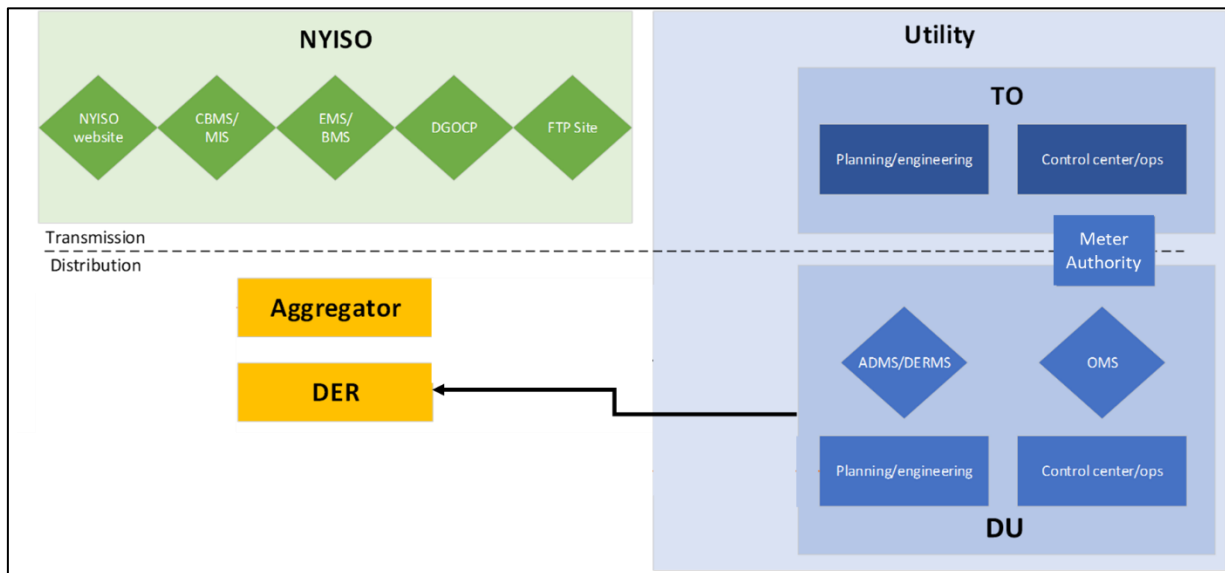 NYISO
NYISO
website
CBMS/
MIS
EMS/
BMS
DGOCP
FTP Site
Utility
TO
Planning/engineering
Control center/ops
Transmission
Distribution
Meter
Authority
Aggregator
DER
ADMS/DERMS
OMS
Planning/engineering
Control center/ops
DU